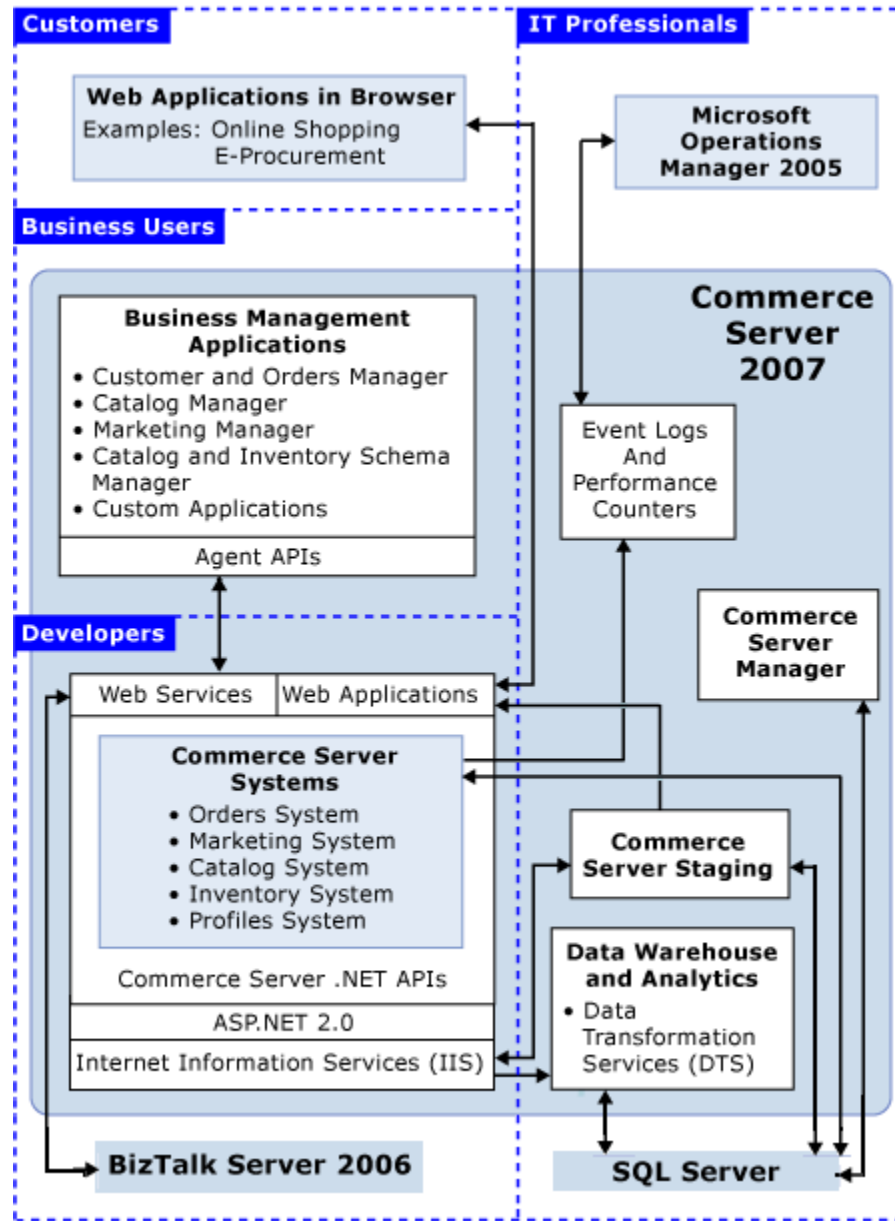 Customers
IT Professionals
Web Applications in Browser
Examples: Online Shopping
E-Procurement
Microsoft
Operations
Manager 2005
Business Users
Commerce
Server
2007
Business Management
Applications
• Customer and Orders Manager
• Catalog Manager
• Marketing Manager
• Catalog and Inventory Schema
Manager
• Custom Applications
Agent APIs
Event Logs
And
Performance
Counters
Commerce
Server
Manager
Developers
Web Services
Web Applications
Commerce Server
Systems
• Orders System
• Marketing System
• Catalog System
• Inventory System
• Profiles System
Commerce Server .NET APIs
ASP.NET 2.0
Internet Information Services (IIS)
Commerce
Server Staging
Data Warehouse
and Analytics
• Data
Transformation
Services (DTS)
BizTalk Server 2006
SQL Server